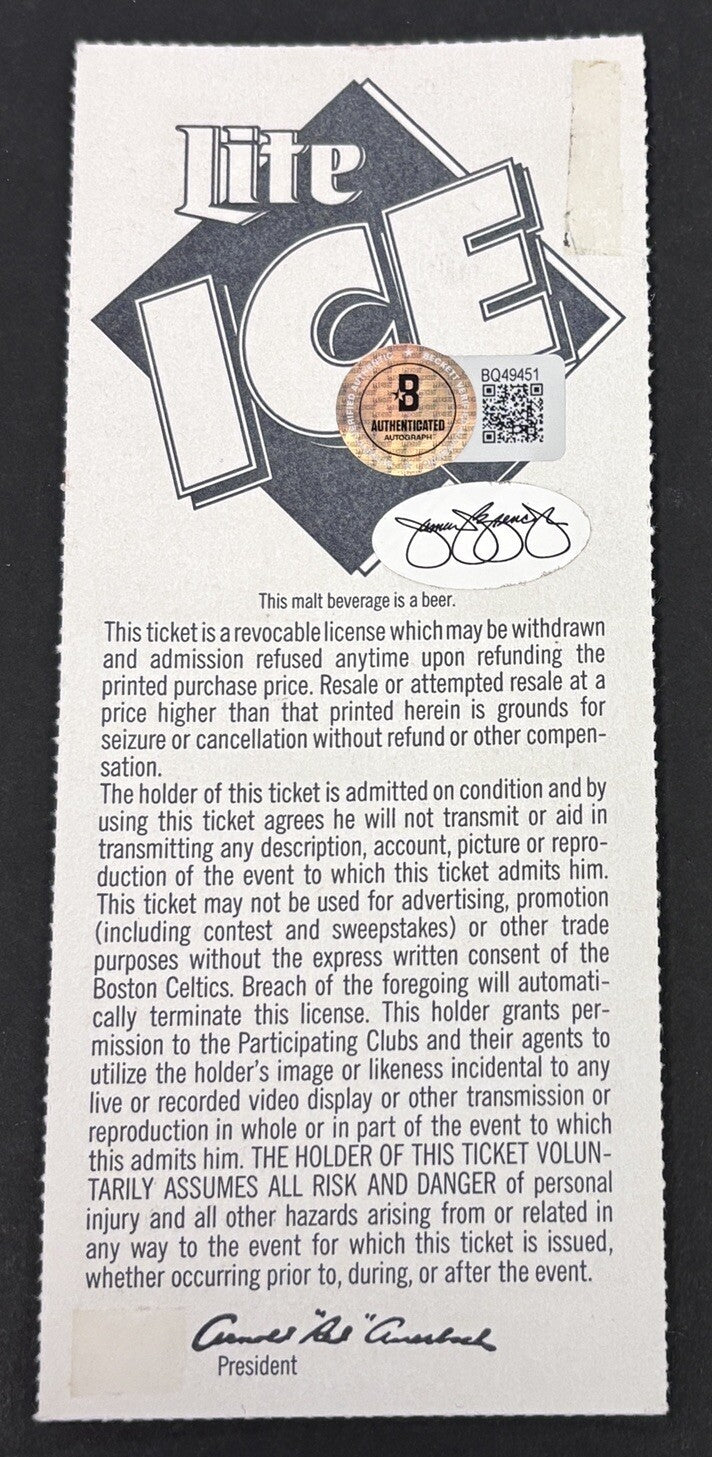 Lite
ICE
CERTIFIED AUTHENTIC ★ BECKETT
B
AUTHENTICATED
AUTOGRAPH
BQ49451
James J Spence Jr
This malt beverage is a beer.
This ticket is a revocable license which may be withdrawn
and admission refused anytime upon refunding the
printed purchase price. Resale or attempted resale at a
price higher than that printed herein is grounds for
seizure or cancellation without refund or other compen-
sation.
The holder of this ticket is admitted on condition and by
using this ticket agrees he will not transmit or aid in
transmitting any description, account, picture or repro-
duction of the event to which this ticket admits him.
This ticket may not be used for advertising, promotion
(including contest and sweepstakes) or other trade
purposes without the express written consent of the
Boston Celtics. Breach of the foregoing will automati-
cally terminate this license. This holder grants per-
mission to the Participating Clubs and their agents to
utilize the holder's image or likeness incidental to any
live or recorded video display or other transmission or
reproduction in whole or in part of the event to which
this admits him. THE HOLDER OF THIS TICKET VOLUN-
TARILY ASSUMES ALL RISK AND DANGER of personal
injury and all other hazards arising from or related in
any way to the event for which this ticket is issued,
whether occurring prior to, during, or after the event.
Arnold "Red" Auerbach
President